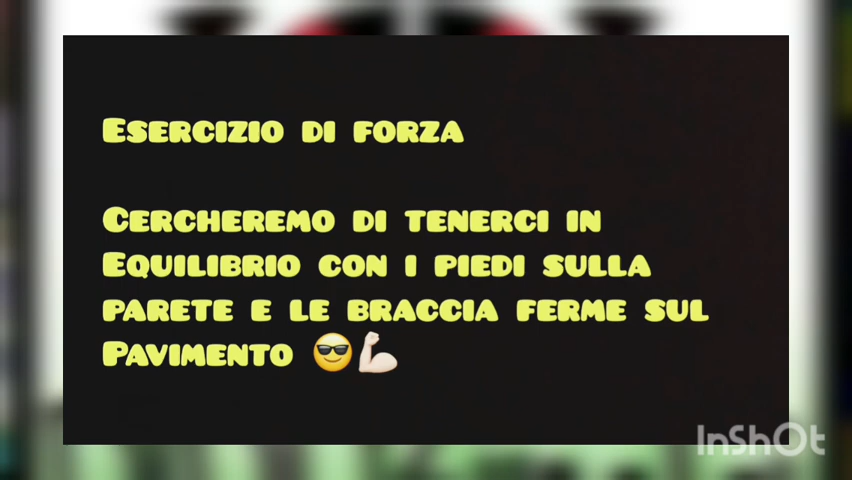 Esercizio di forza
Cercheremo di tenerci in
Equilibrio con i piedi sulla
parete e le braccia ferme sul
Pavimento 😎💪🏻
InShOt